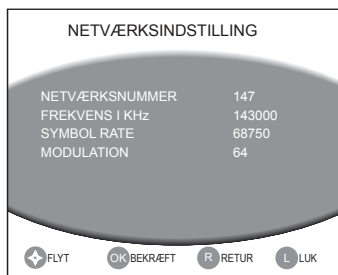 NETVÆRKSINDSTILLING
NETVÆRKSNUMMER 147
FREKVENS I KHz 143000
SYMBOL RATE 68750
MODULATION 64
FLYT OK BEKRÆFT R RETUR L LUK